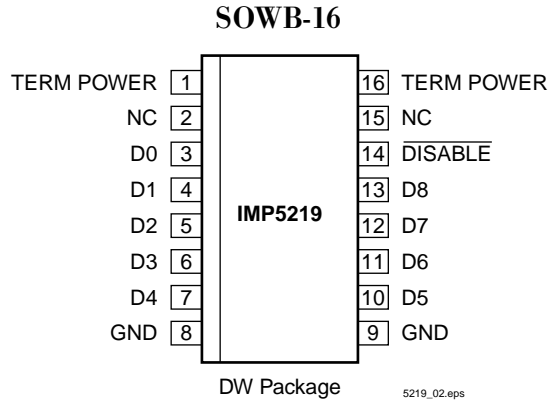 SOWB-16
TERM POWER 1 16 TERM POWER
NC 2 15 NC
D0 3 14 DISABLE
D1 4 13 D8
D2 5 IMP5219 12 D7
D3 6 11 D6
D4 7 10 D5
GND 8 9 GND
DW Package
5219_02.eps